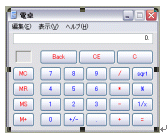 電卓
編集(E) 表示(V) ヘルプ(H)
0.
Back CE C
MC 7 8 9 / sqrt
MR 4 5 6 * %
MS 1 2 3 - 1/x
M+ 0 +/- . + =